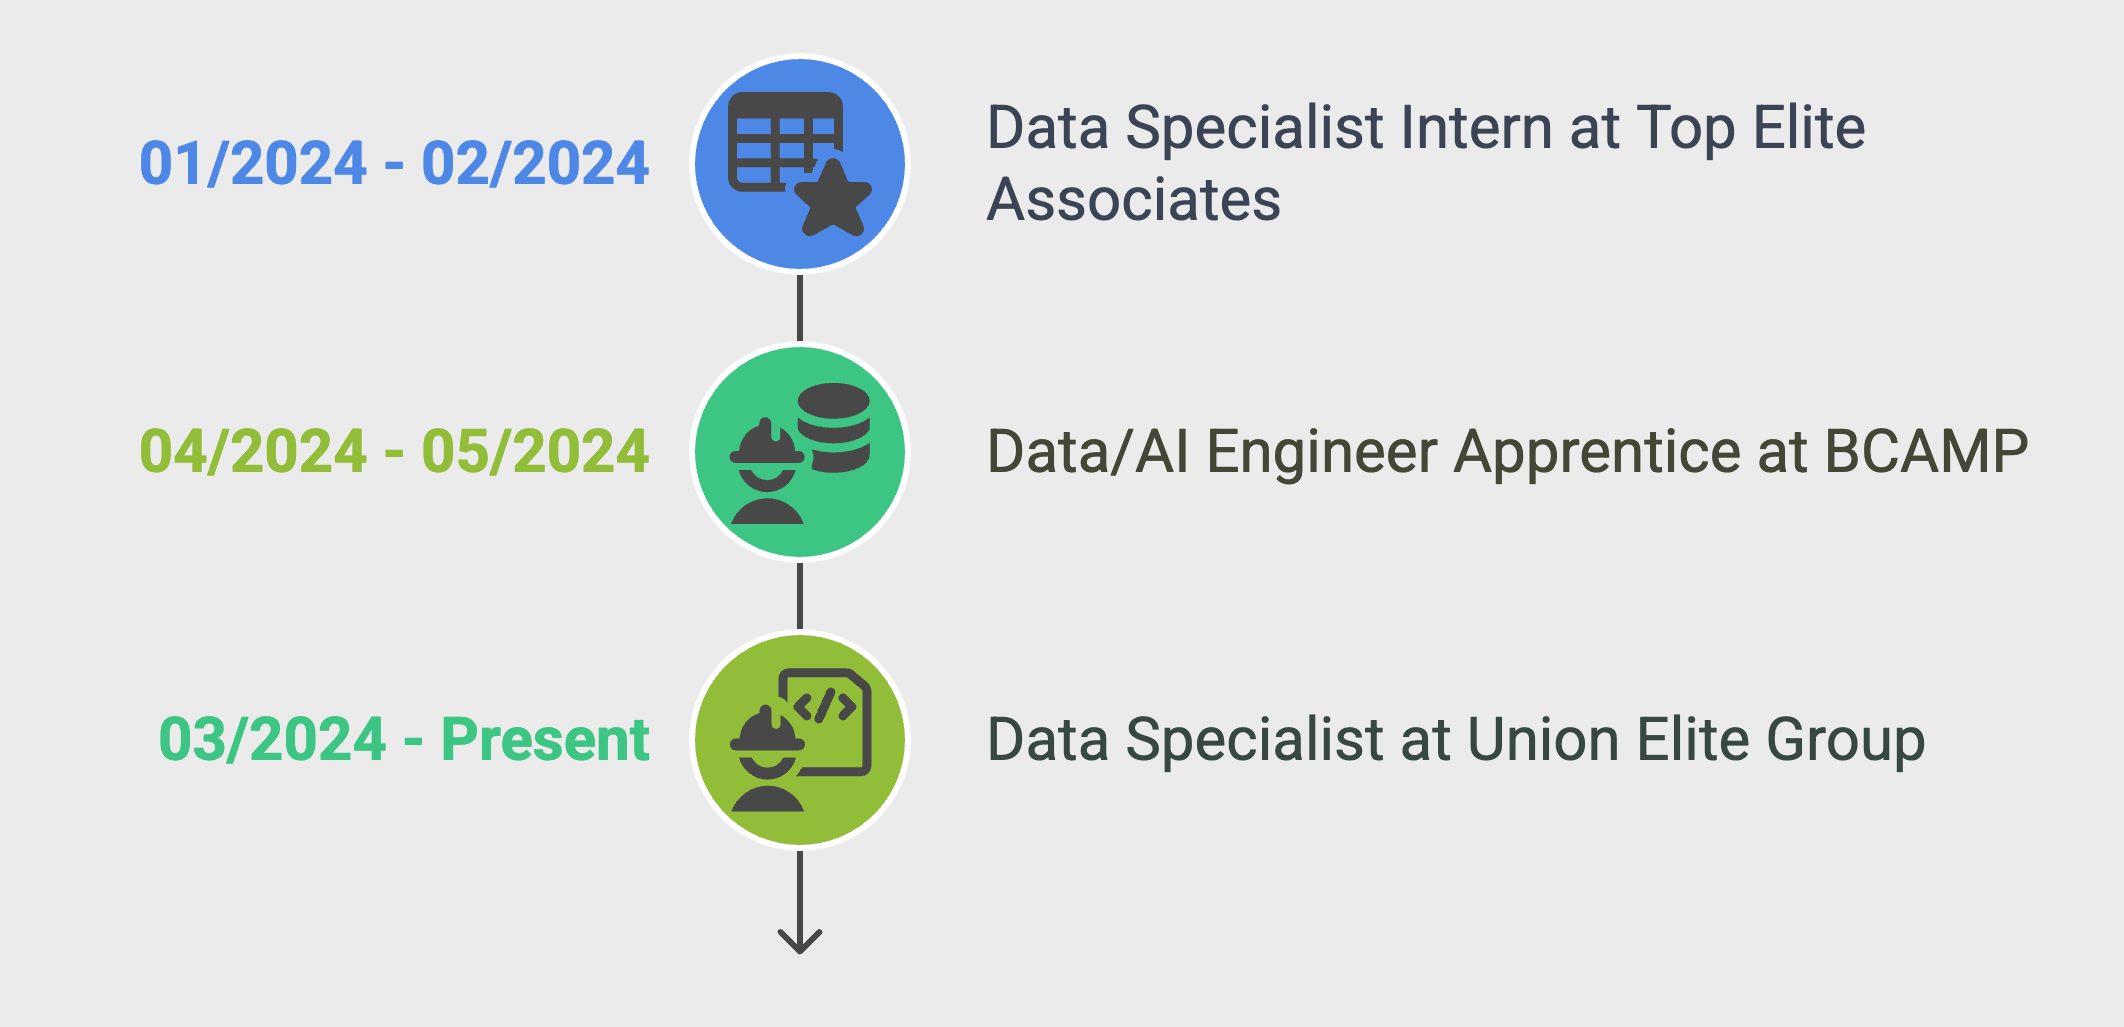 01/2024 - 02/2024
Data Specialist Intern at Top Elite
Associates
04/2024 - 05/2024
Data/AI Engineer Apprentice at BCAMP
03/2024 - Present
Data Specialist at Union Elite Group